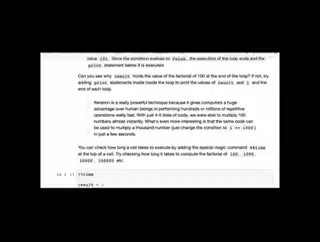 value 101. Once the condition evalues to False, the execution of the loop ends and the
print statement below it is executed.
Can you see why result holds the value of the factorial of 100 at the end of the loop? If not, try
adding print statements inside the loop to print the values of result and i and the
end of each loop.
Iteration is a really powerful technique because it gives computers a huge
advantage over human beings in performing hundreds or millions of repetitive
operations really fast. With just 4-5 lines of code, we were able to multiply 100
numbers almost instantly. What's even more interesting is that the same code can
be used to multiply a thousand number (just change the condition to i <= 1000)
in just a few seconds.
You can check how long a cell takes to execute by adding the special magic command %%time
at the top of a cell. Try checking how long it takes to compute the factorial of 100, 1000,
10000, 100000 etc.
%%time
result = 1